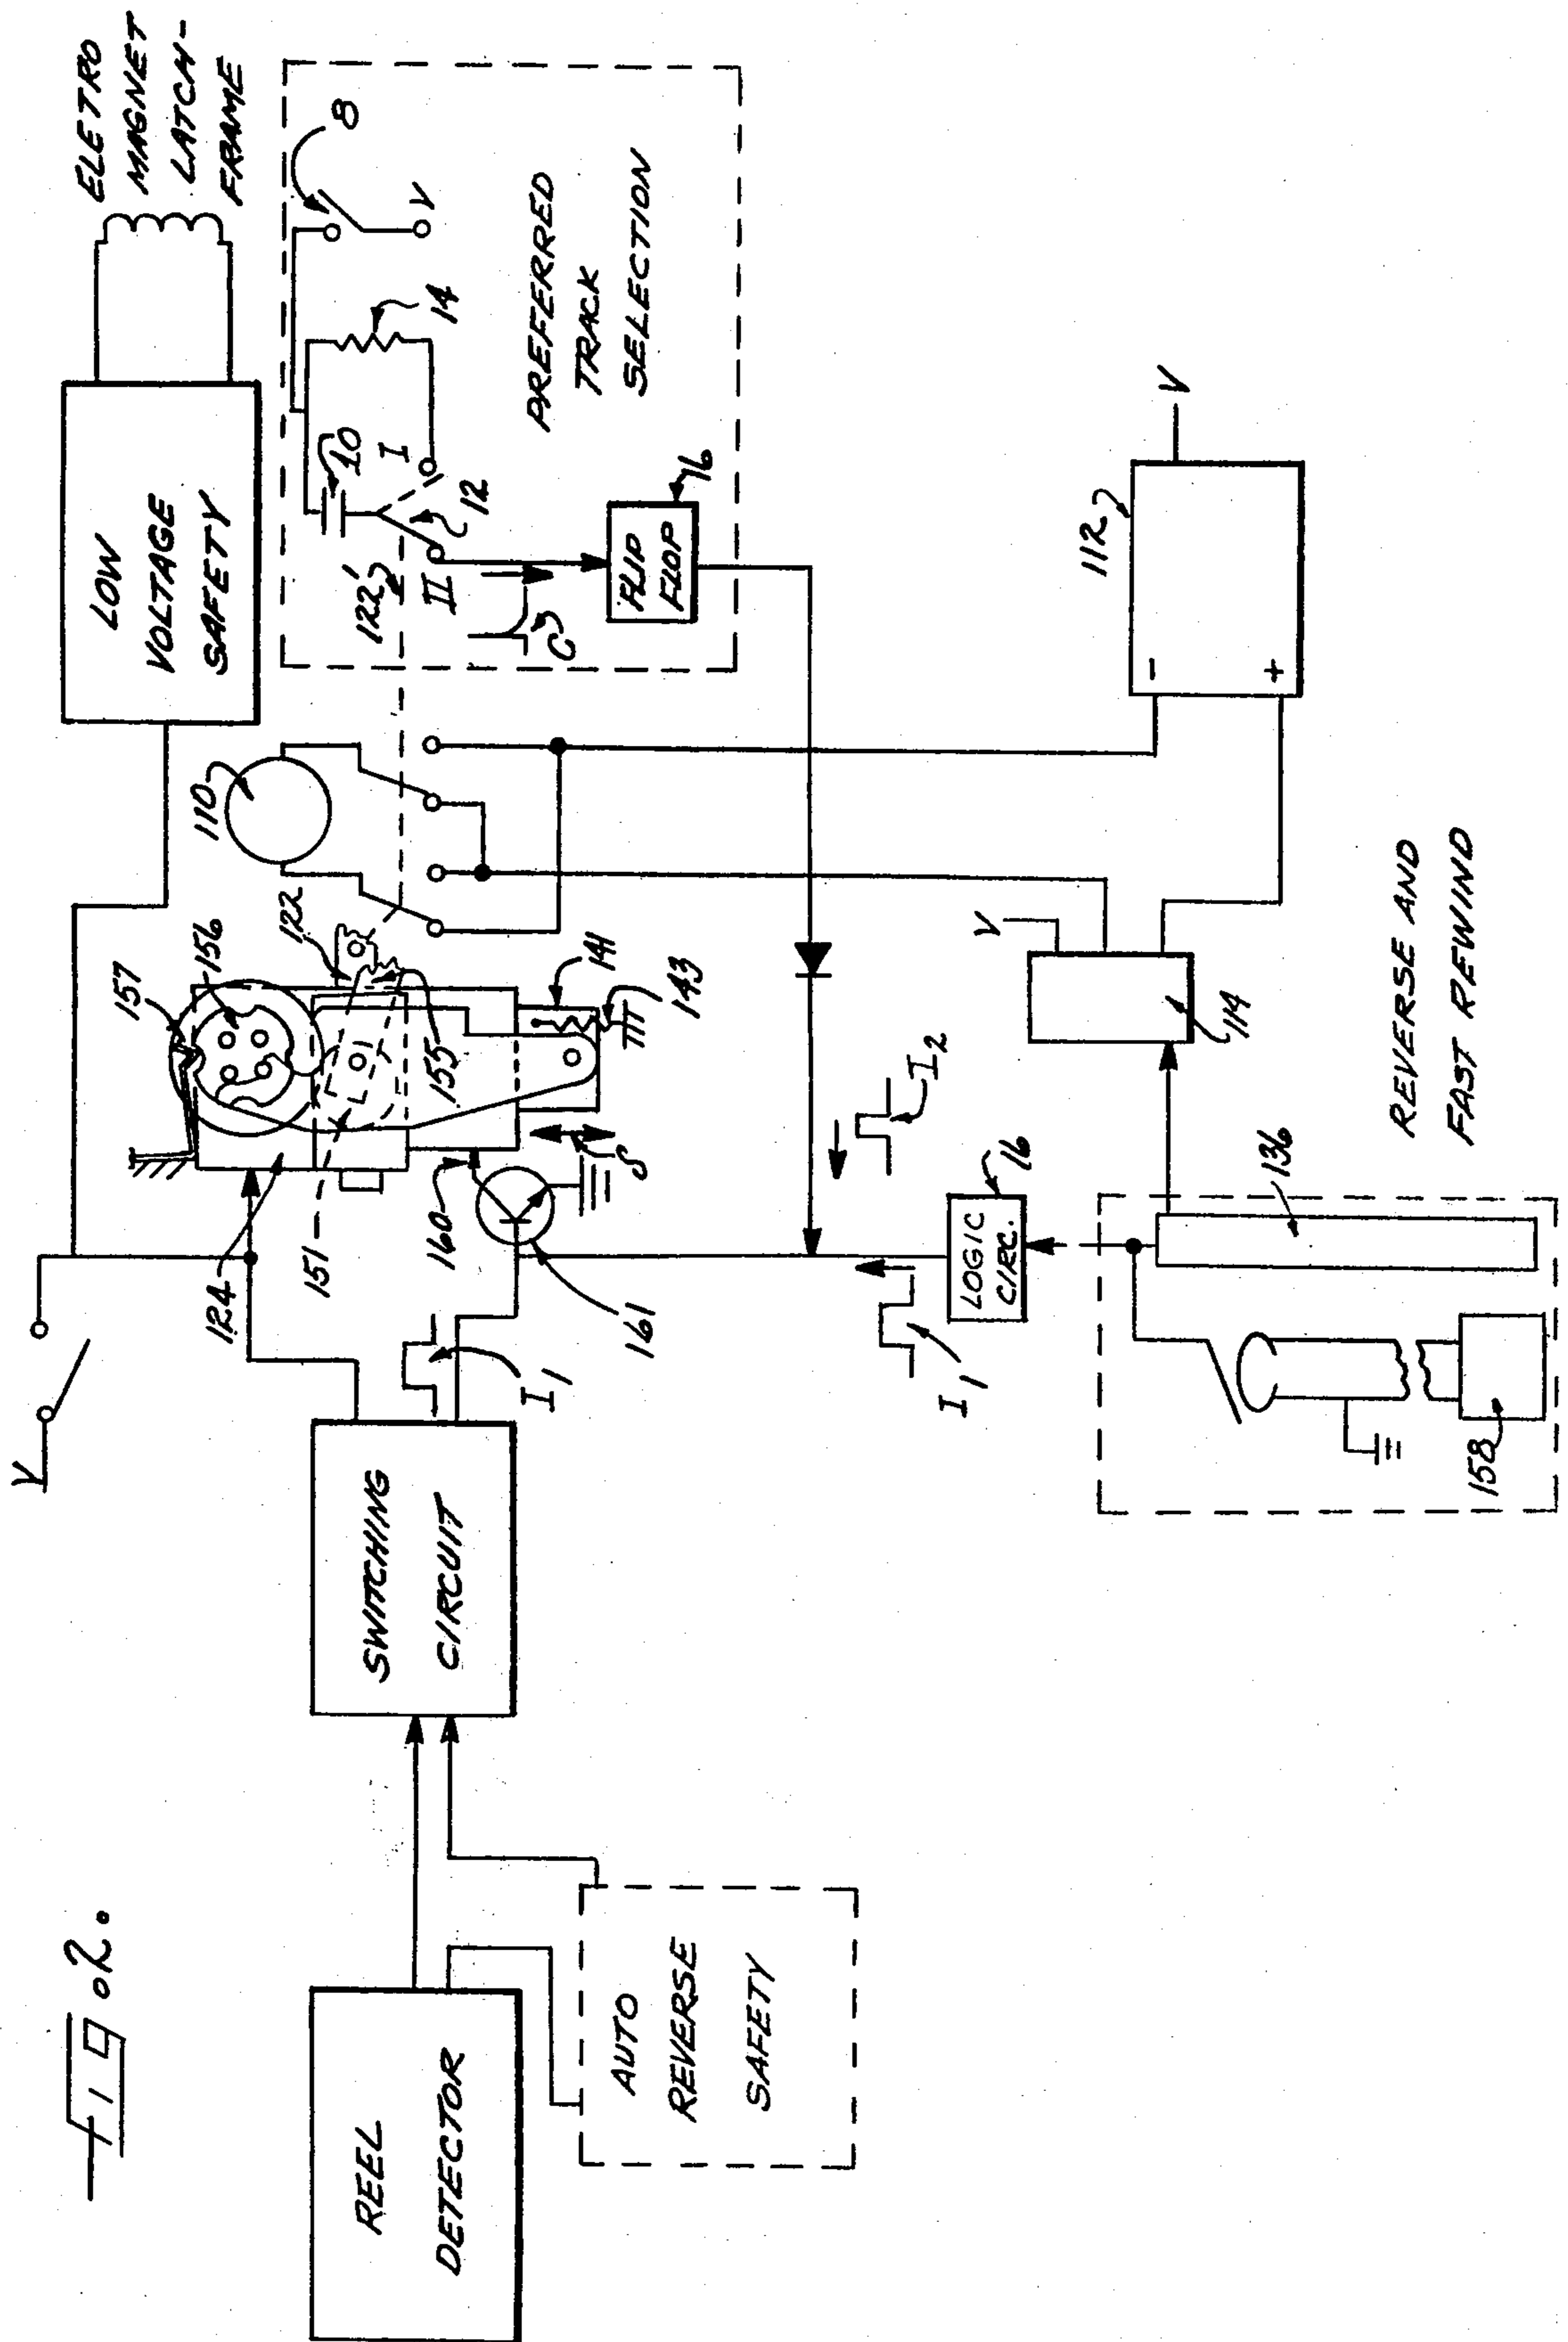 Fig. 2.
REEL
DETECTOR
AUTO
REVERSE
SAFETY
SWITCHING
CIRCUIT
I1
V
124
151
160
161
S
157
156
122
155
141
143
110
LOW
VOLTAGE
SAFETY
ELETRO
MAGNET
LATCH-
FRAME
8
V
14
10
I
12
122'
II
C
FLIP
FLOP
16
PREFERRED
TRACK
SELECTION
I2
I1
LOGIC
CIRC.
16
136
158
V
114
112
-
+
V
REVERSE AND
FAST REWIND